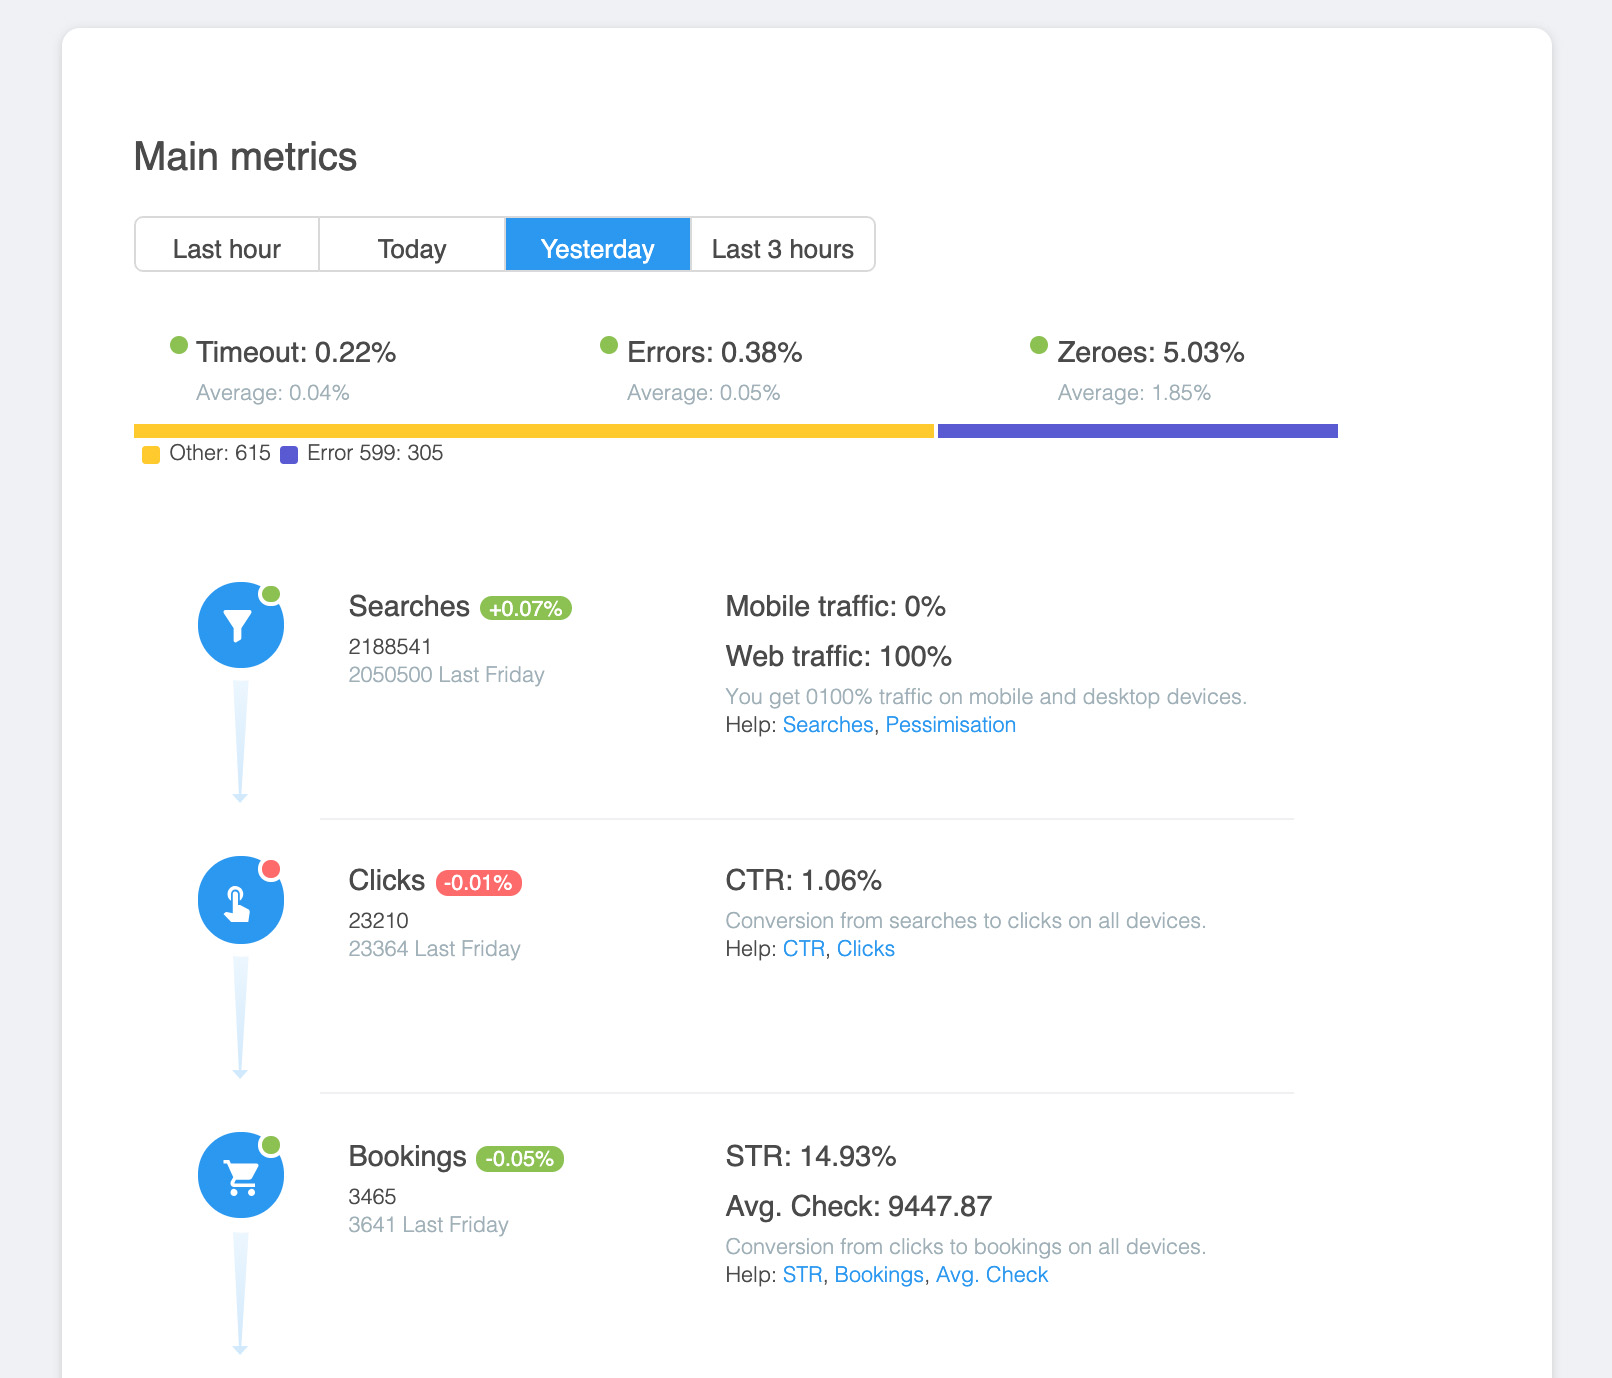 Main metrics
Last hour Today Yesterday Last 3 hours
Timeout: 0.22% Errors: 0.38% Zeroes: 5.03%
Average: 0.04% Average: 0.05% Average: 1.85%
Other: 615 Error 599: 305
Searches +0.07%
2188541
2050500 Last Friday
Mobile traffic: 0%
Web traffic: 100%
You get 0100% traffic on mobile and desktop devices.
Help: Searches, Pessimisation
Clicks -0.01%
23210
23364 Last Friday
CTR: 1.06%
Conversion from searches to clicks on all devices.
Help: CTR, Clicks
Bookings -0.05%
3465
3641 Last Friday
STR: 14.93%
Avg. Check: 9447.87
Conversion from clicks to bookings on all devices.
Help: STR, Bookings, Avg. Check